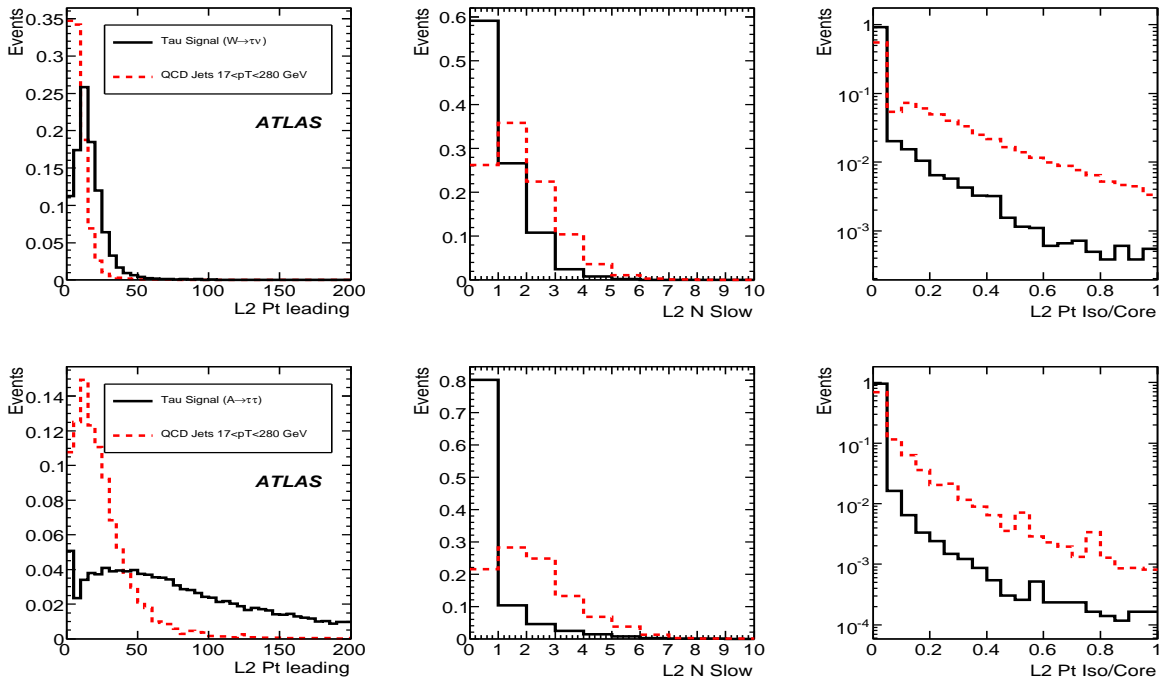 Events
0.35
0.3
0.25
0.2
0.15
0.1
0.05
0
Tau Signal (W→τν)
QCD Jets 17<pT<280 GeV
ATLAS
0 50 100 150 200
L2 Pt leading
Events
0.6
0.5
0.4
0.3
0.2
0.1
0
0 1 2 3 4 5 6 7 8 9 10
L2 N Slow
Events
1
10-1
10-2
10-3
0 0.2 0.4 0.6 0.8 1
L2 Pt Iso/Core
Events
0.14
0.12
0.1
0.08
0.06
0.04
0.02
0
Tau Signal (A→ττ)
QCD Jets 17<pT<280 GeV
ATLAS
0 50 100 150 200
L2 Pt leading
Events
0.8
0.7
0.6
0.5
0.4
0.3
0.2
0.1
0
0 1 2 3 4 5 6 7 8 9 10
L2 N Slow
Events
1
10-1
10-2
10-3
10-4
0 0.2 0.4 0.6 0.8 1
L2 Pt Iso/Core